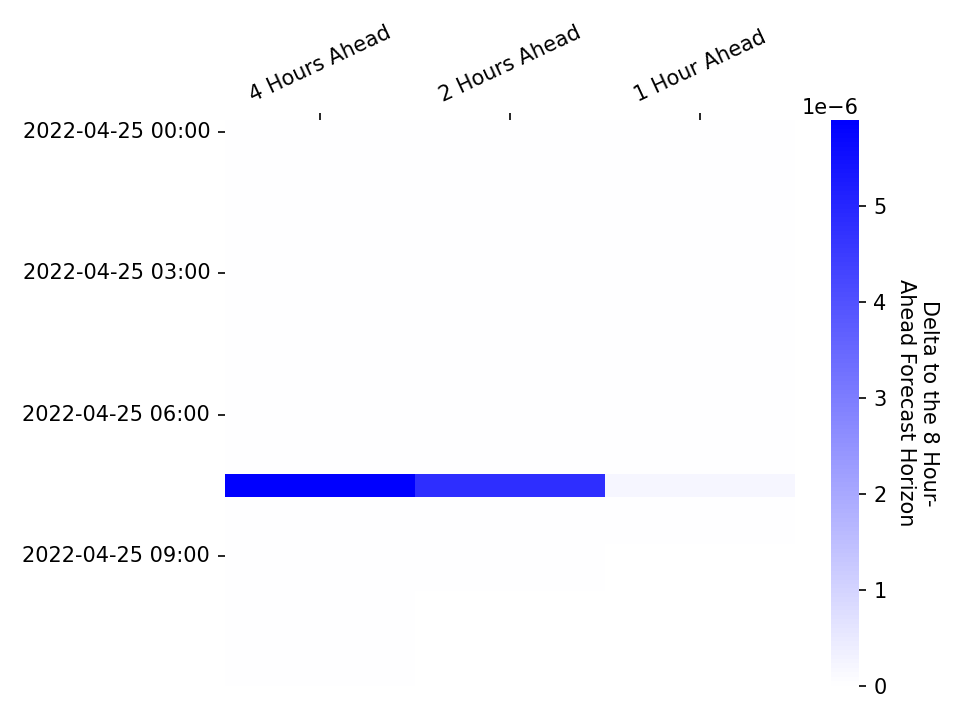 4 Hours Ahead
2 Hours Ahead
1 Hour Ahead
1e−6
2022-04-25 00:00
2022-04-25 03:00
2022-04-25 06:00
2022-04-25 09:00
5
4
3
2
1
0
Delta to the 8 Hour-
Ahead Forecast Horizon